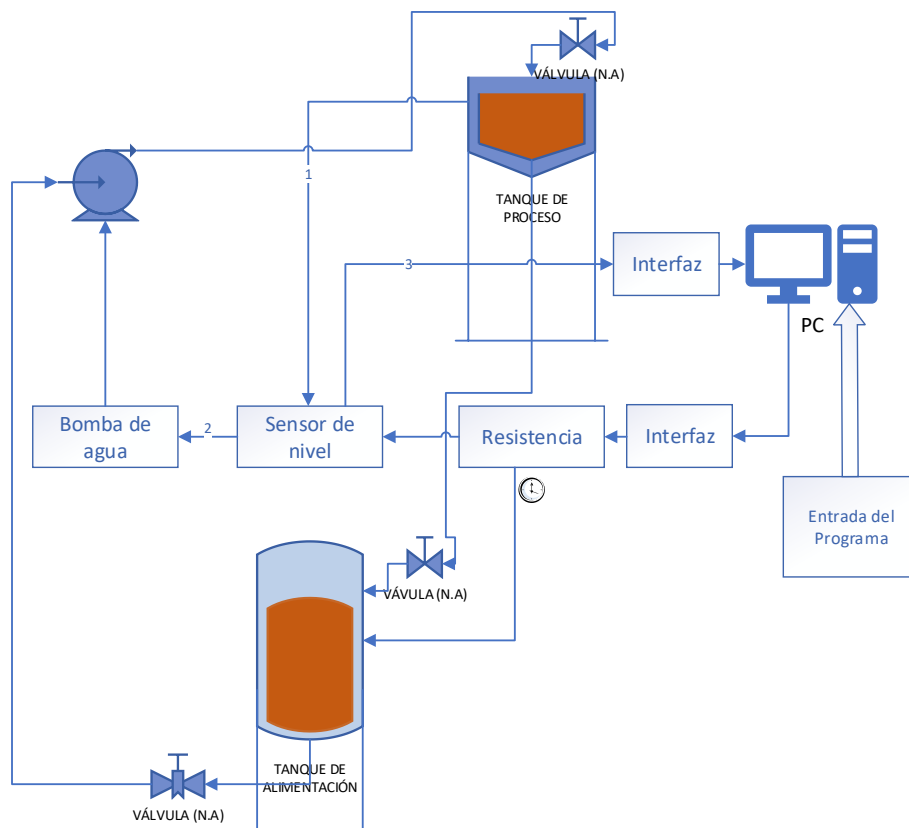 VÁLVULA (N.A)
1
TANQUE DE
PROCESO
3
Interfaz
PC
Bomba de
agua
2
Sensor de
nivel
Resistencia
Interfaz
Entrada del
Programa
VÁVULA (N.A)
TANQUE DE
ALIMENTACIÓN
VÁLVULA (N.A)